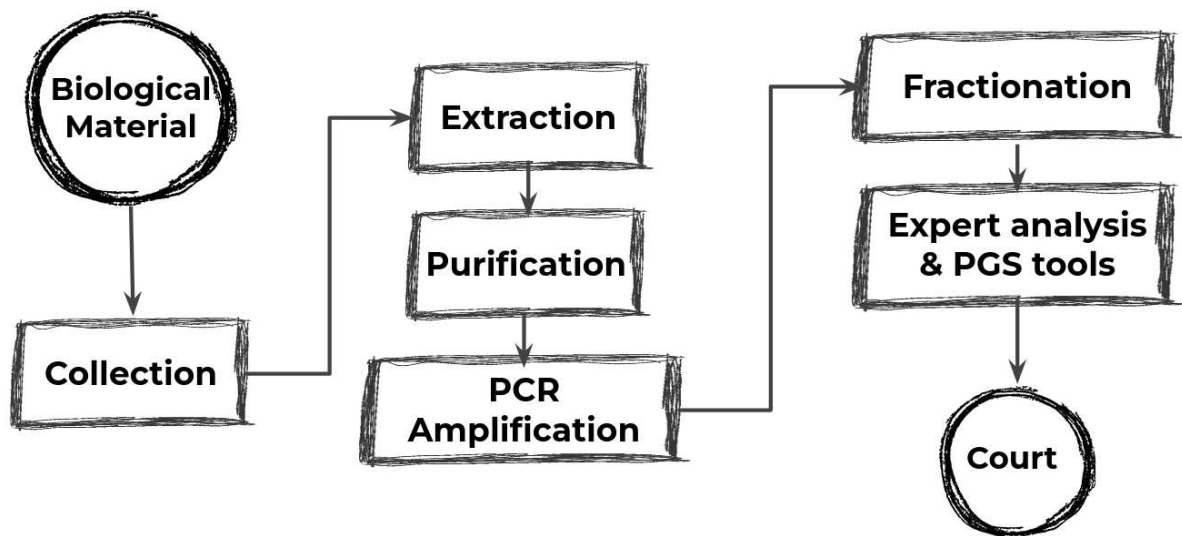 Biological
Material
Collection
Extraction
Purification
PCR
Amplification
Fractionation
Expert analysis
& PGS tools
Court